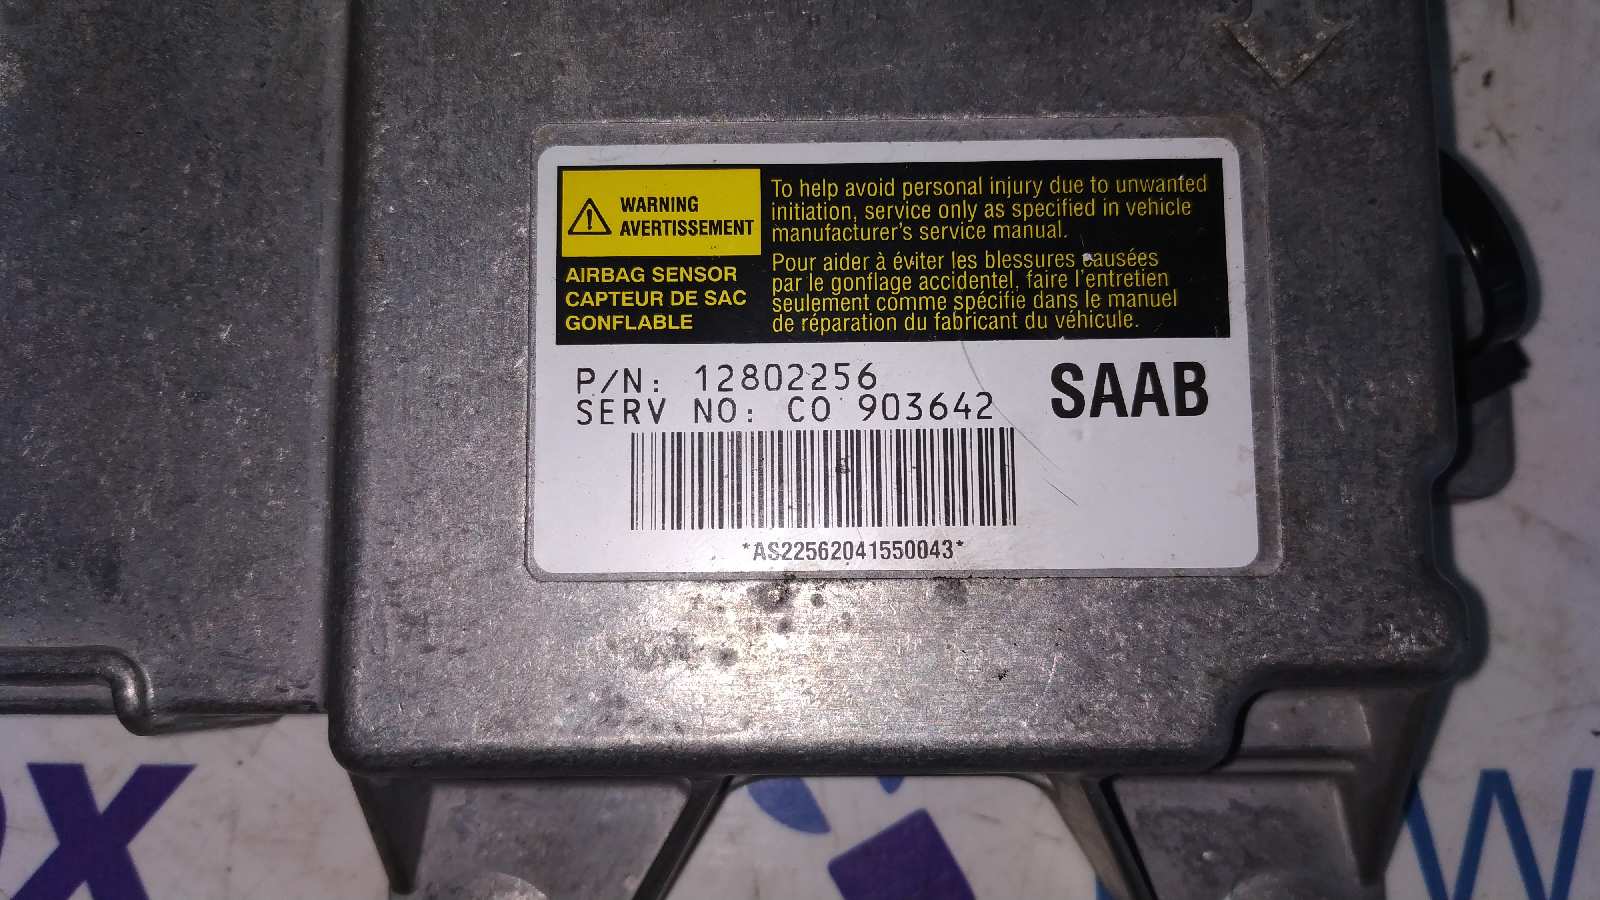 WARNING
AVERTISSEMENT
AIRBAG SENSOR
CAPTEUR DE SAC
GONFLABLE
To help avoid personal injury due to unwanted
initiation, service only as specified in vehicle
manufacturer's service manual.
Pour aider à éviter les blessures causées
par le gonflage accidentel, faire l'entretien
seulement comme spécifie dans le manuel
de réparation du fabricant du véhicule.
P/N: 12802256
SERV NO: CO 903642
SAAB
*AS22562041550043*